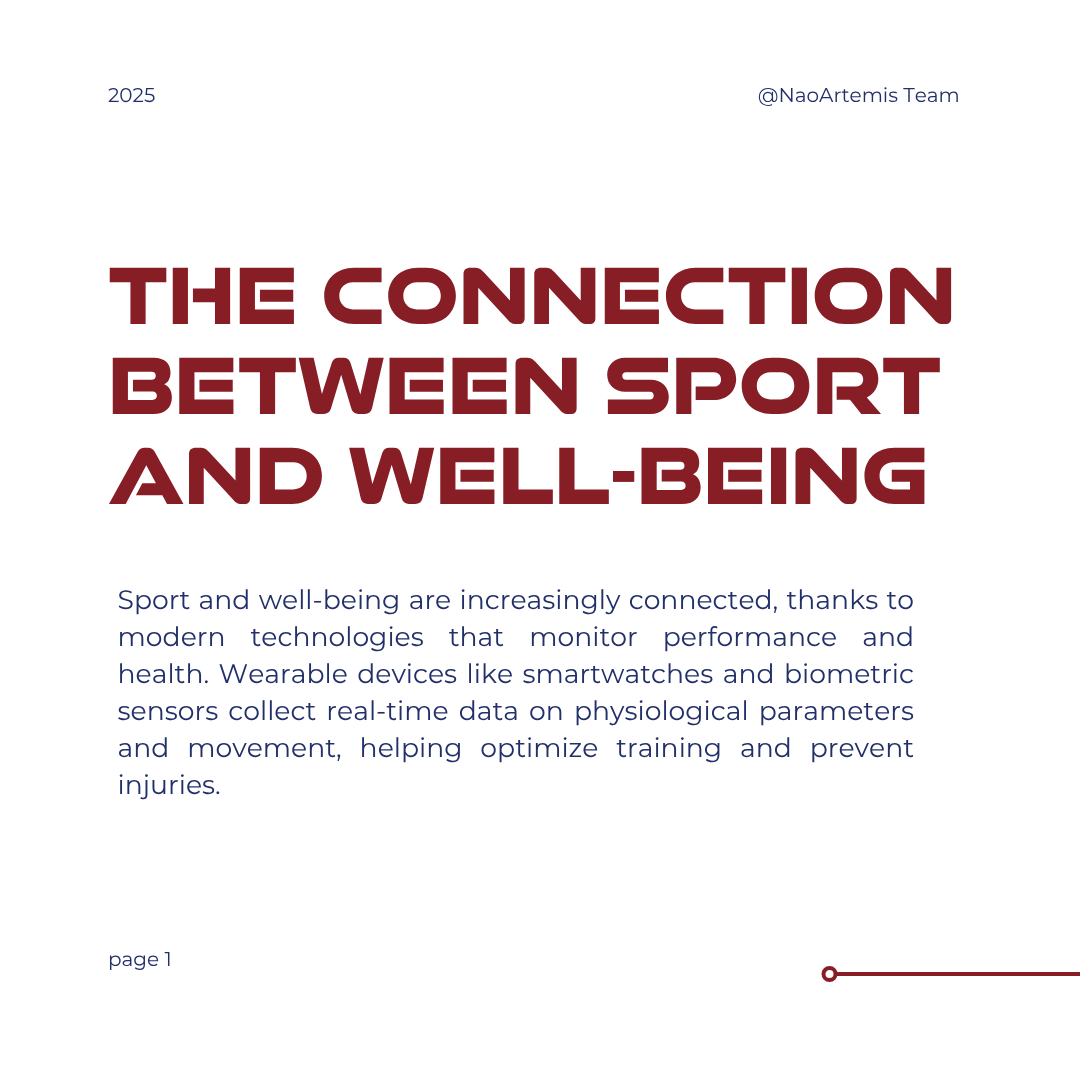 2025
@NaoArtemis Team
THE CONNECTION
BETWEEN SPORT
AND WELL-BEING
Sport and well-being are increasingly connected, thanks to
modern technologies that monitor performance and
health. Wearable devices like smartwatches and biometric
sensors collect real-time data on physiological parameters
and movement, helping optimize training and prevent
injuries.
page 1